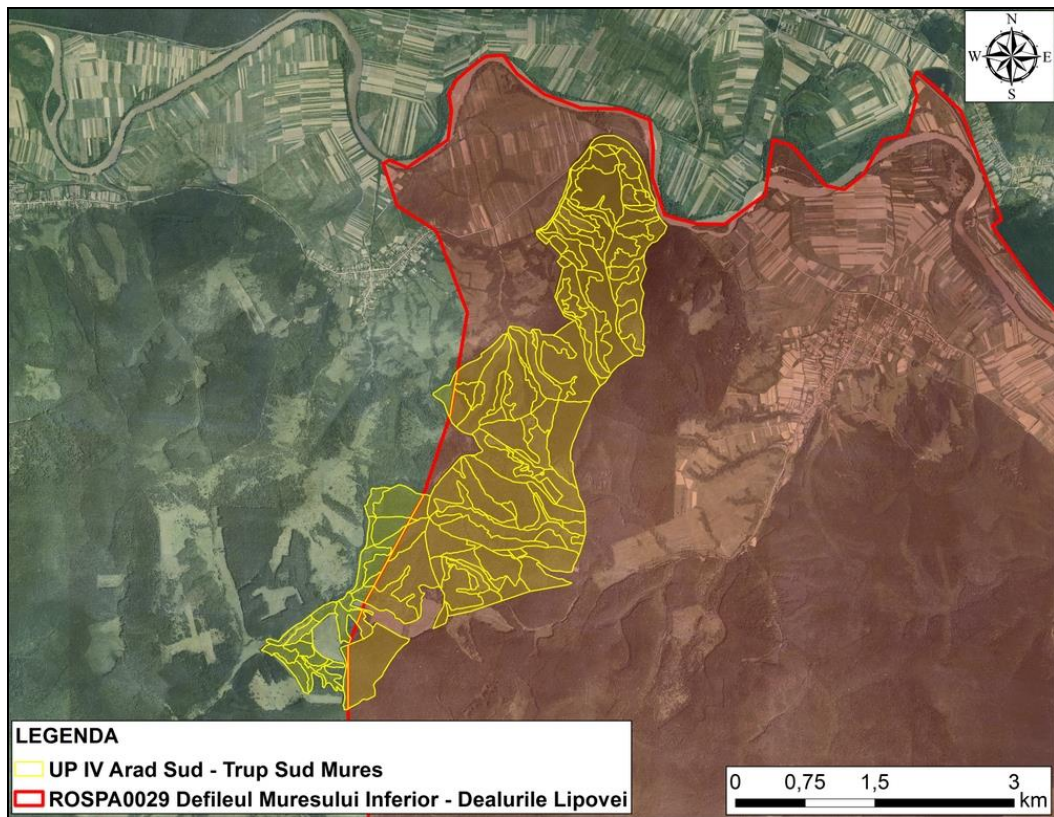 N
W E
S
LEGENDA
UP IV Arad Sud - Trup Sud Mures
ROSPA0029 Defileul Muresului Inferior - Dealurile Lipovei
0 0,75 1,5 3
km